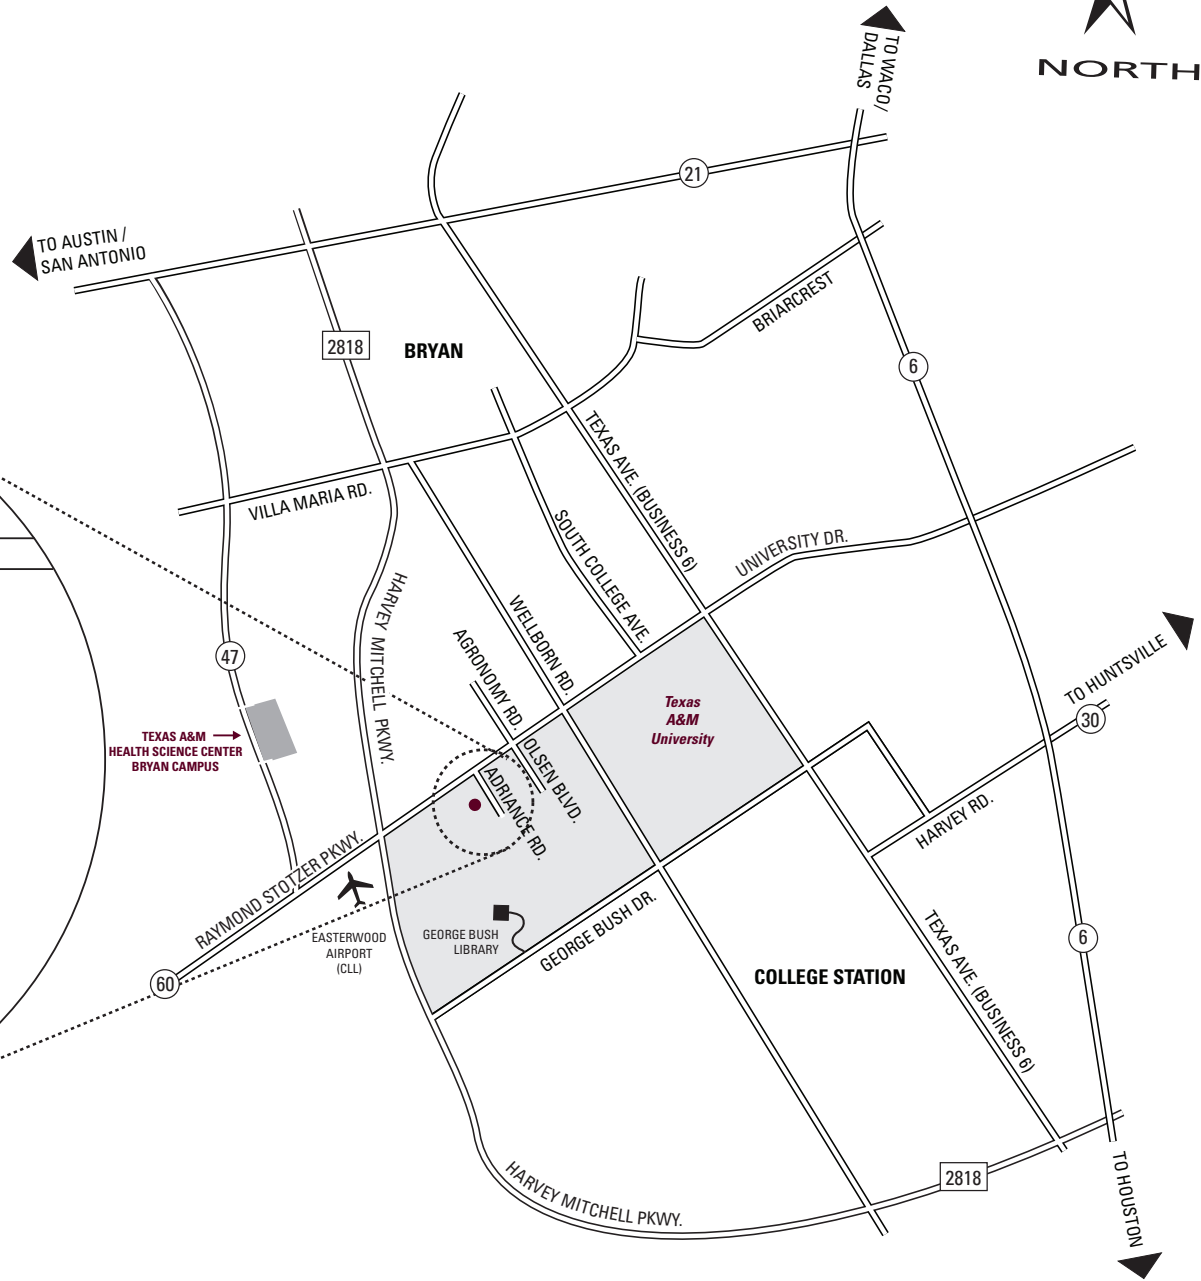 NORTH
TO WACO/
DALLAS
21
TO AUSTIN /
SAN ANTONIO
BRIARCREST
2818
BRYAN
6
TEXAS AVE. (BUSINESS 6)
VILLA MARIA RD.
SOUTH COLLEGE AVE.
UNIVERSITY DR.
HARVEY MITCHELL PKWY.
WELLBORN RD.
AGRONOMY RD.
47
TO HUNTSVILLE
30
Texas
A&M
University
TEXAS A&M
HEALTH SCIENCE CENTER
BRYAN CAMPUS
OLSEN BLVD.
ADRIANCE RD.
HARVEY RD.
RAYMOND STOTZER PKWY.
60
EASTERWOOD
AIRPORT
(CLL)
GEORGE BUSH
LIBRARY
GEORGE BUSH DR.
COLLEGE STATION
TEXAS AVE. (BUSINESS 6)
6
HARVEY MITCHELL PKWY.
2818
TO HOUSTON